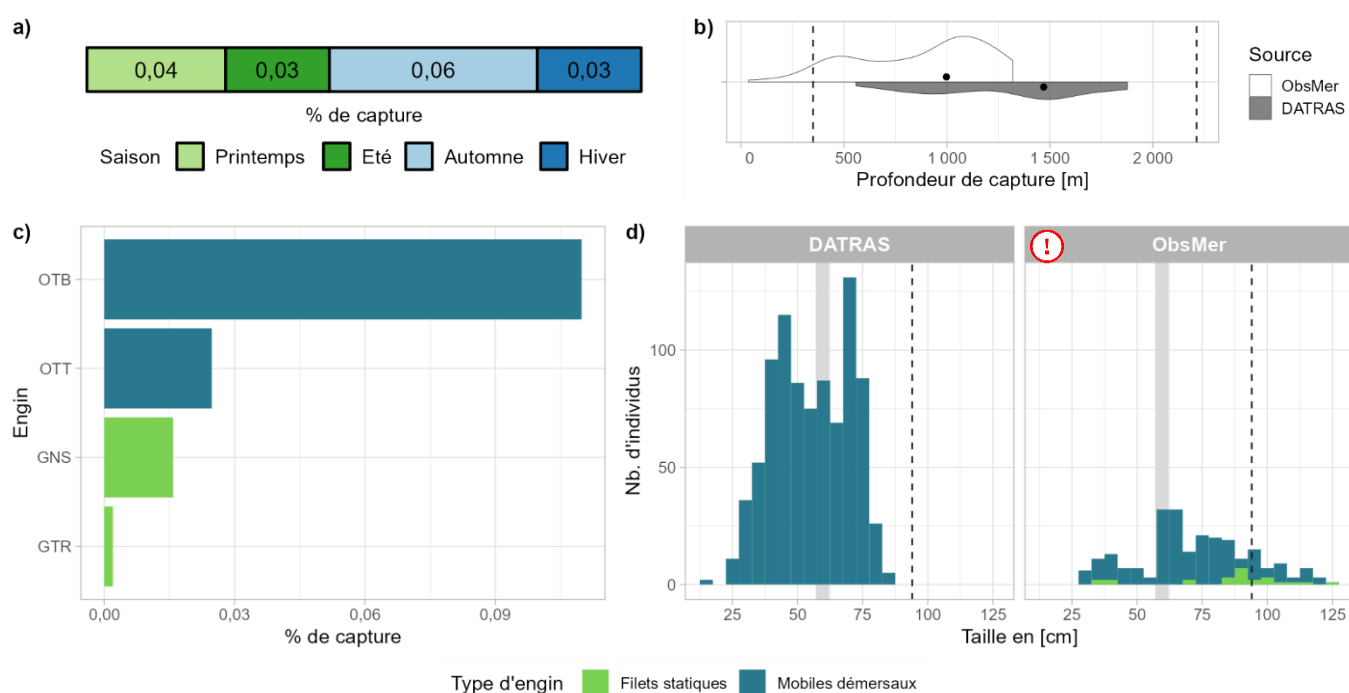 a)
0,04 0,03 0,06 0,03
% de capture
Saison Printemps Eté Automne Hiver
b)
0 500 1 000 1 500 2 000
Profondeur de capture [m]
Source
ObsMer
DATRAS
c)
Engin
OTB
OTT
GNS
GTR
0,00 0,03 0,06 0,09
% de capture
d)
DATRAS ! ObsMer
Nb. d'individus
100
50
0
25 50 75 100 125 25 50 75 100 125
Taille en [cm]
Type d'engin Filets statiques Mobiles démersaux